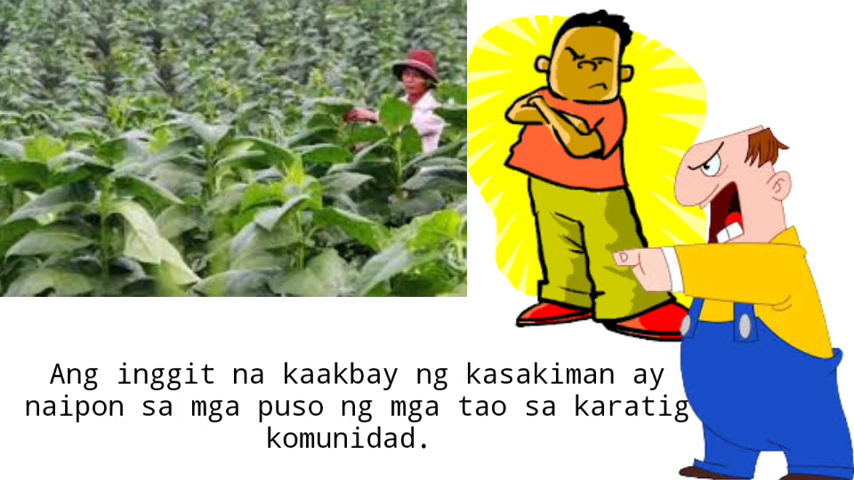 Ang inggit na kaakbay ng kasakiman ay
naipon sa mga puso ng mga tao sa karatig
komunidad.